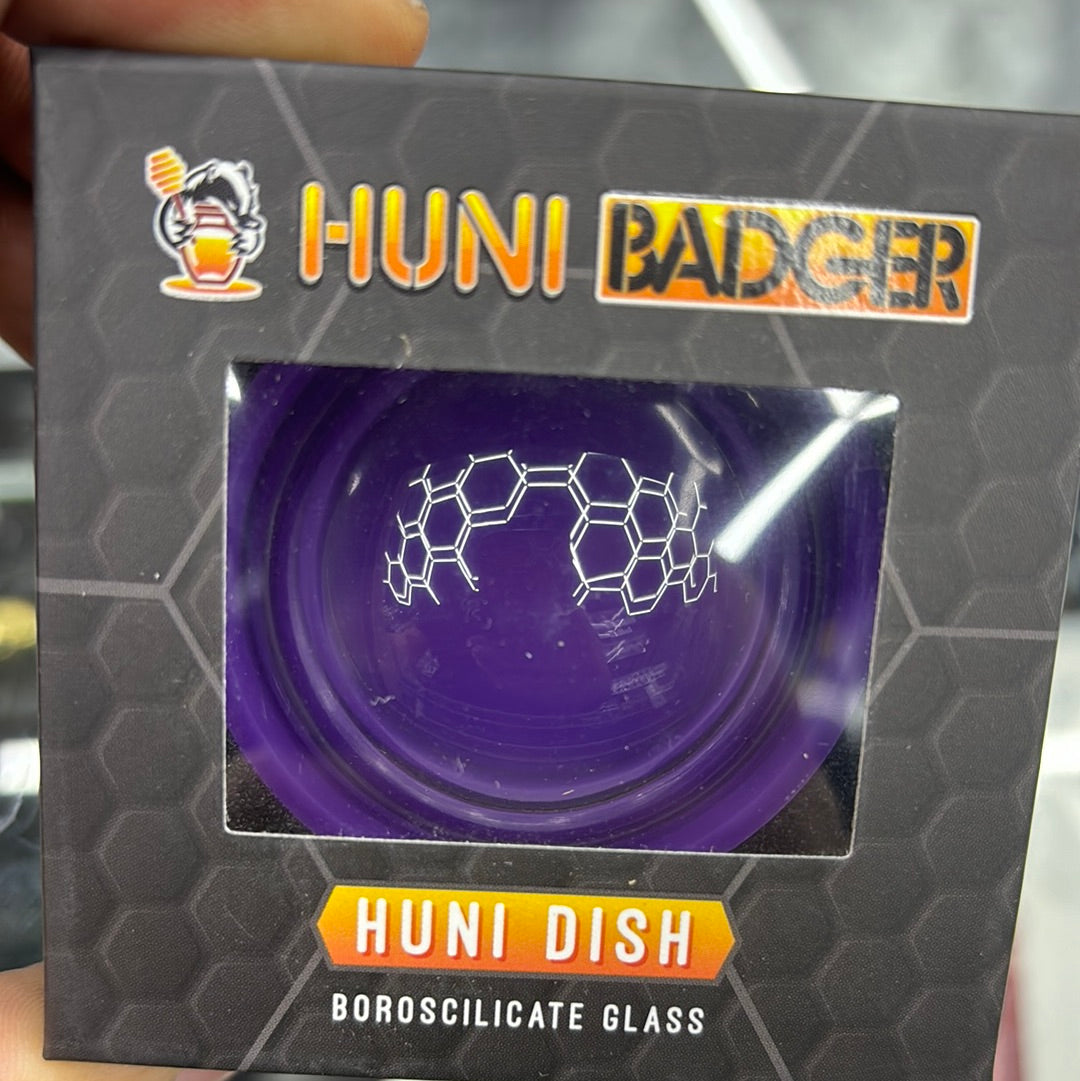 HUNI BADGER
HUNI DISH
BOROSCILICATE GLASS